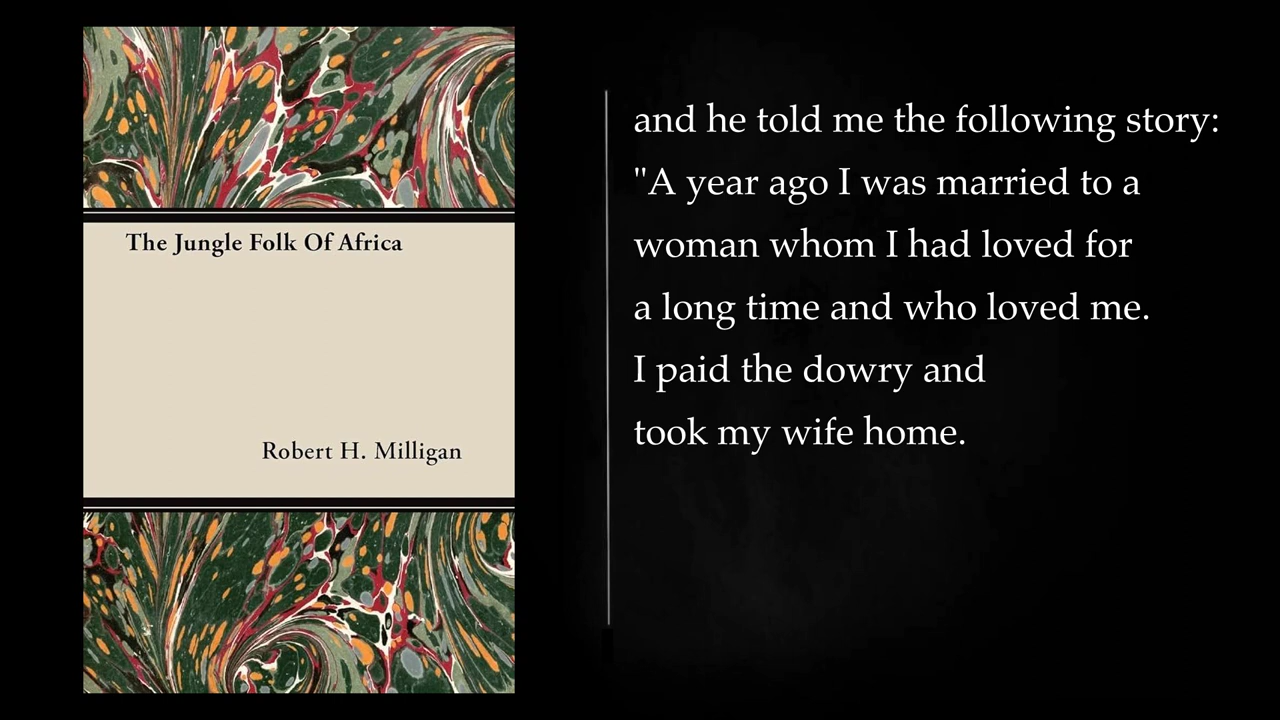 The Jungle Folk Of Africa
Robert H. Milligan
and he told me the following story:
"A year ago I was married to a
woman whom I had loved for
a long time and who loved me.
I paid the dowry and
took my wife home.